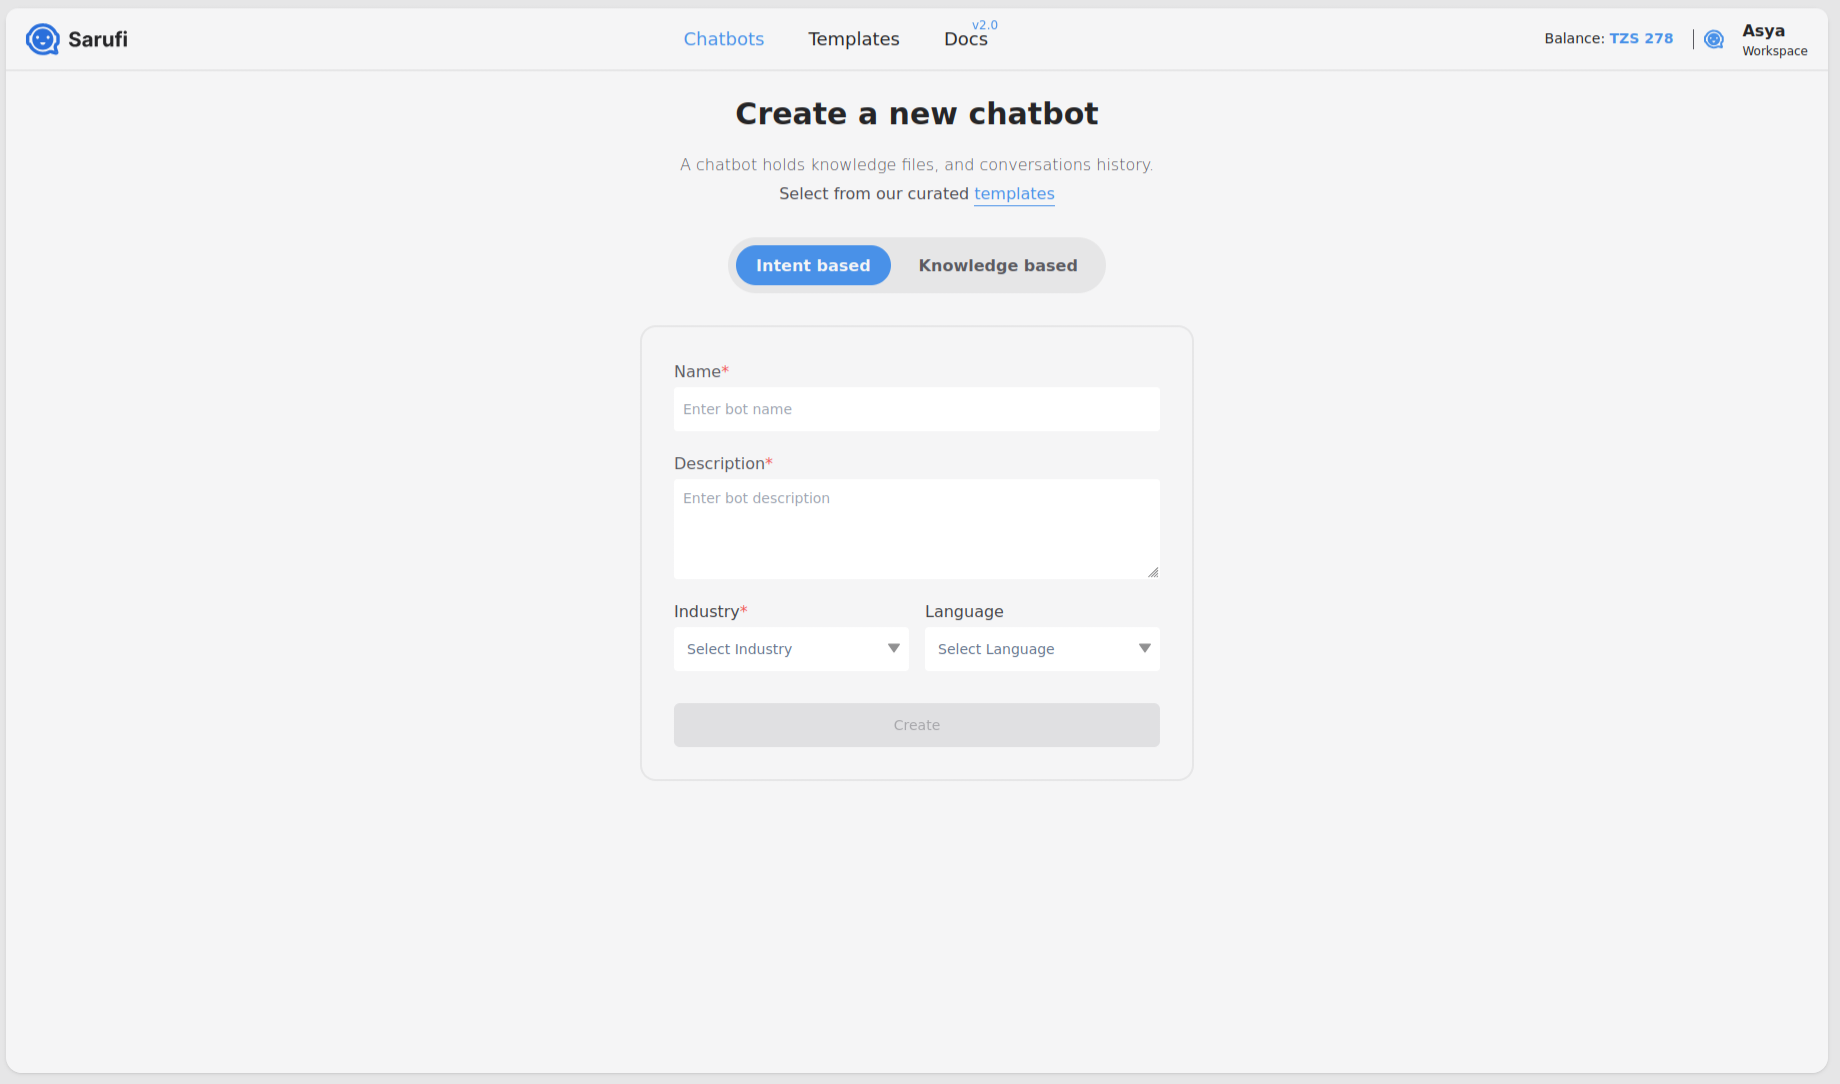 Sarufi
Chatbots
Templates
Docs
v2.0
Balance: TZS 278
Asya
Workspace
Create a new chatbot
A chatbot holds knowledge files, and conversations history.
Select from our curated templates
Intent based
Knowledge based
Name*
Enter bot name
Description*
Enter bot description
Industry*
Language
Select Industry
Select Language
Create